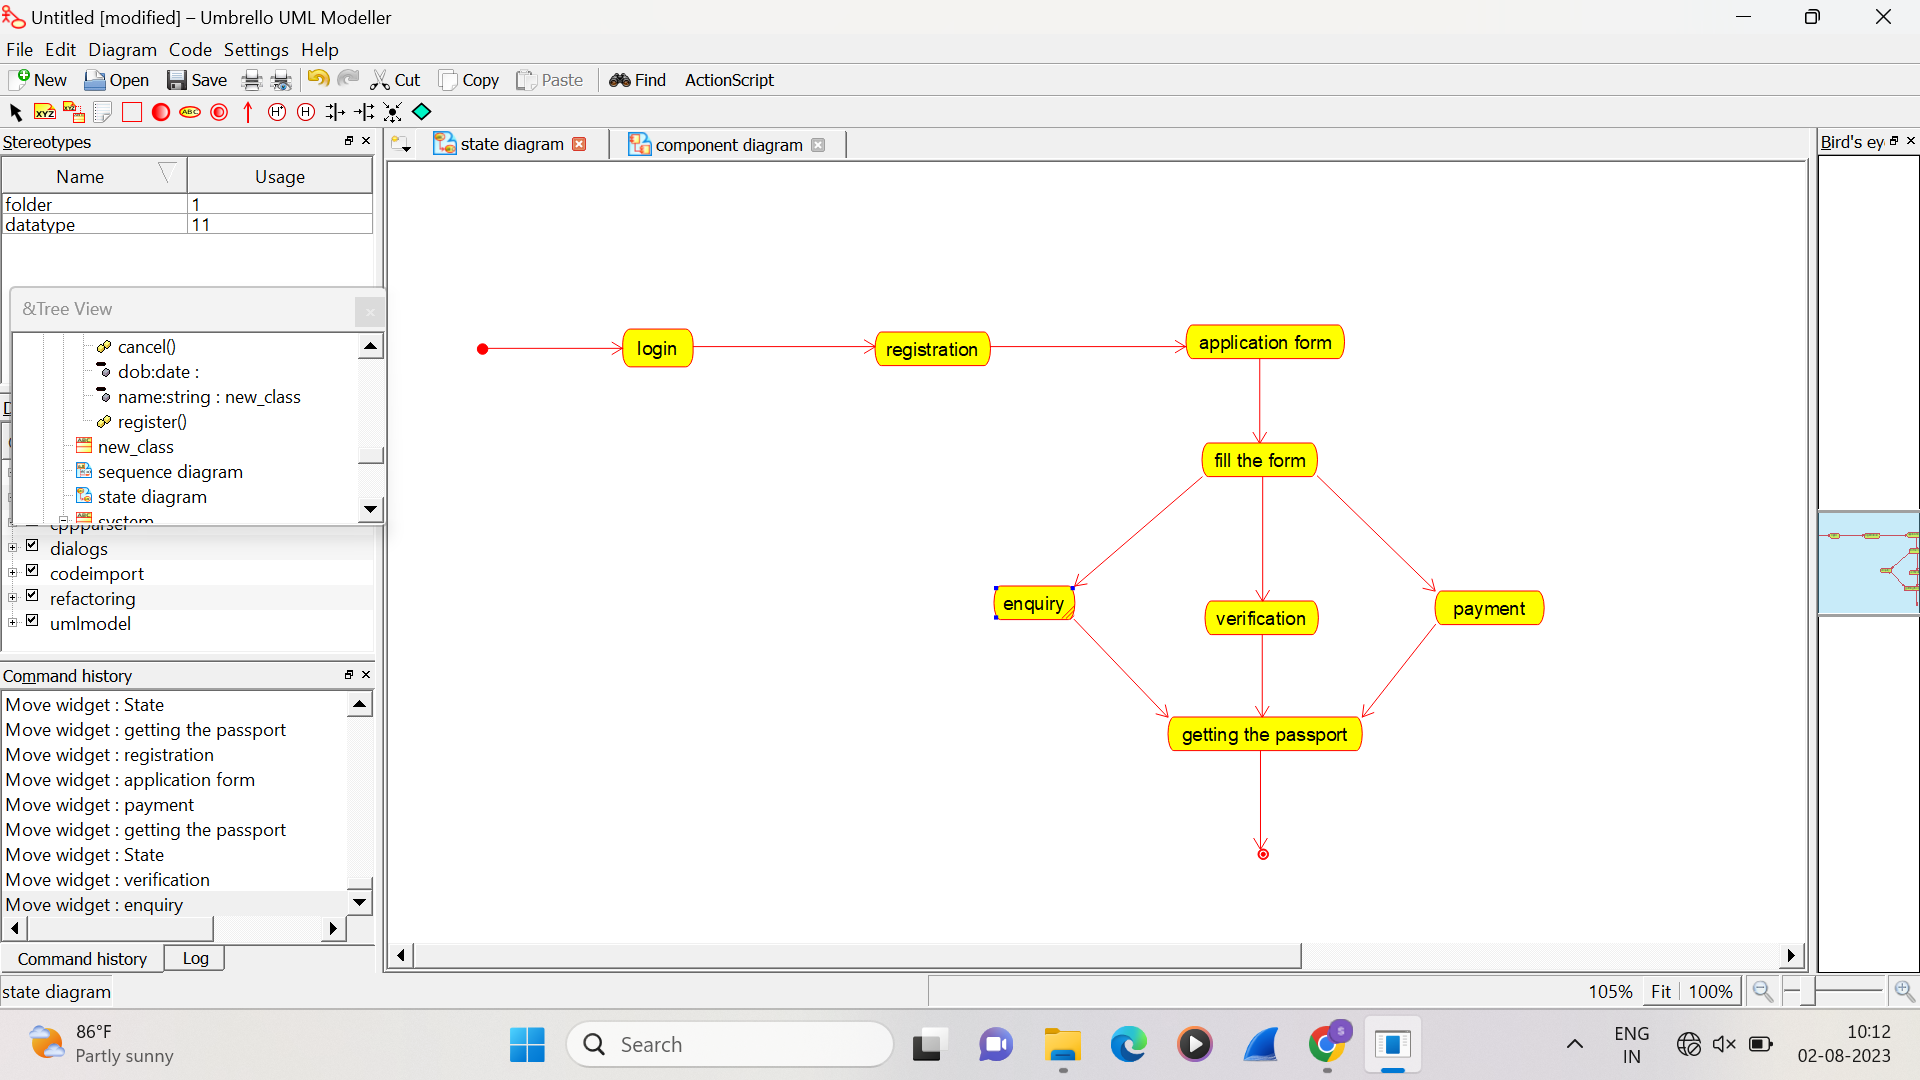 Untitled [modified] – Umbrello UML Modeller
File Edit Diagram Code Settings Help
New Open Save Cut Copy Paste Find ActionScript
XYZ XYZ ABC H* H
Stereotypes
Name Usage
folder 1
datatype 11
&Tree View
cancel()
dob:date :
name:string : new_class
register()
new_class
sequence diagram
state diagram
system
cppparser
dialogs
codeimport
refactoring
umlmodel
Command history
Move widget : State
Move widget : getting the passport
Move widget : registration
Move widget : application form
Move widget : payment
Move widget : getting the passport
Move widget : State
Move widget : verification
Move widget : enquiry
Command history Log
state diagram component diagram
login
registration
application form
fill the form
enquiry
verification
payment
getting the passport
Bird's ey
state diagram
105% Fit 100%
86°F
Partly sunny
Search
S
ENG
IN
10:12
02-08-2023